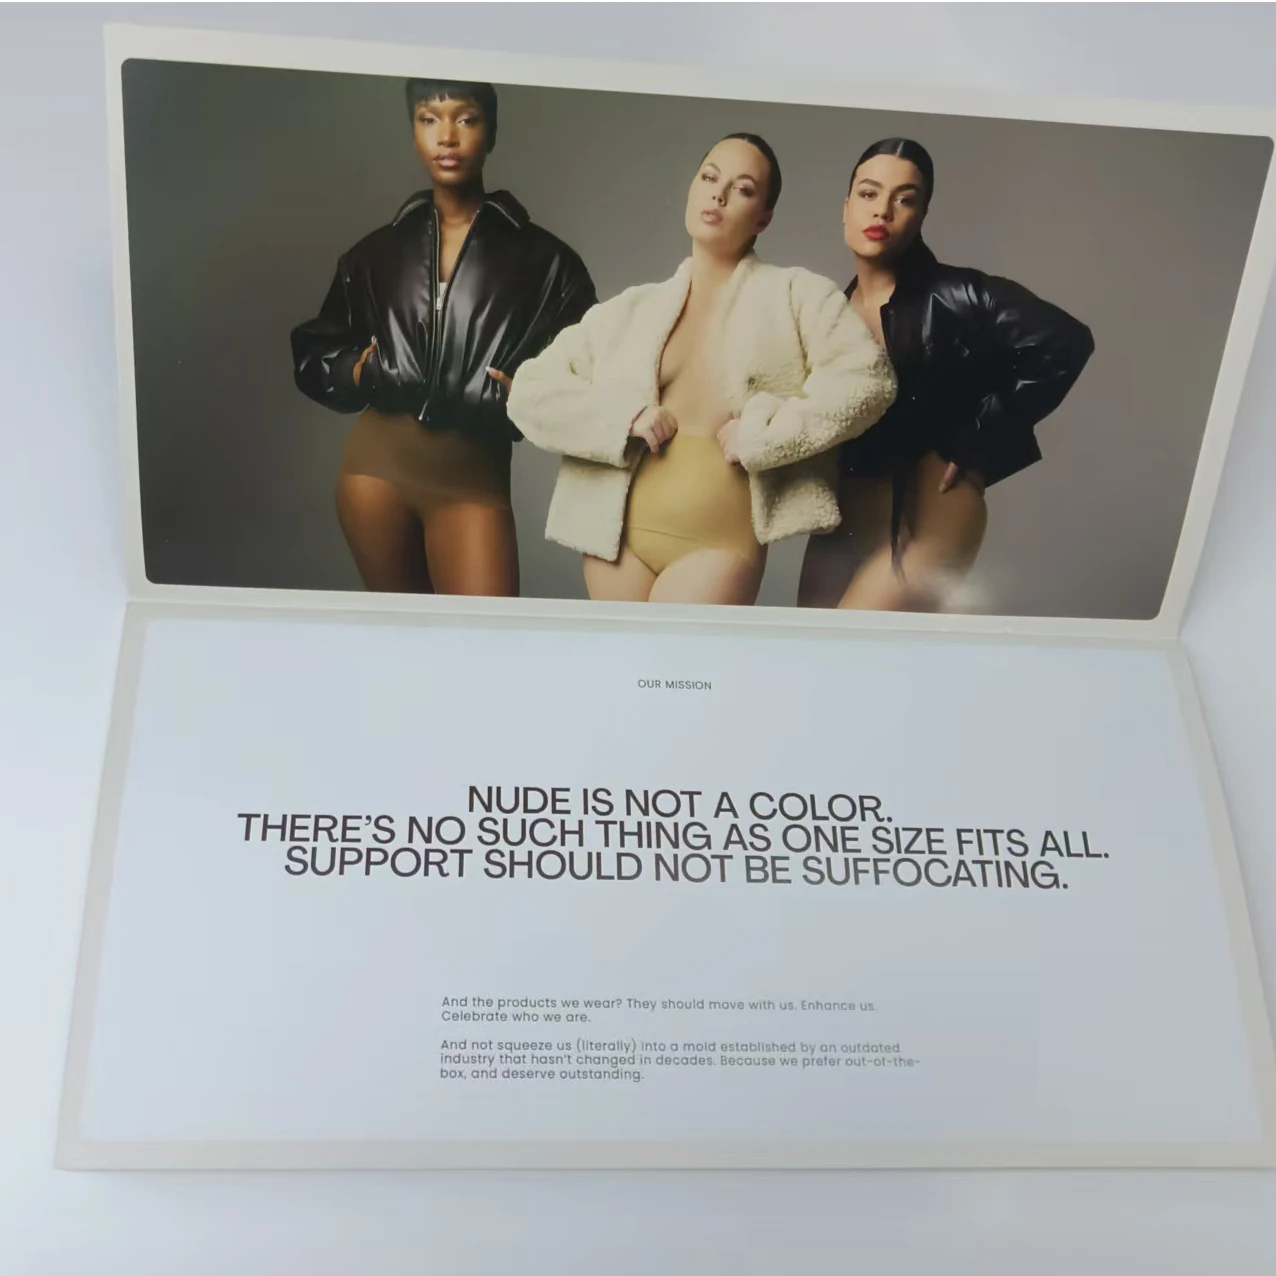 OUR MISSION
NUDE IS NOT A COLOR.
THERE'S NO SUCH THING AS ONE SIZE FITS ALL.
SUPPORT SHOULD NOT BE SUFFOCATING.
And the products we wear? They should move with us. Enhance us.
Celebrate who we are.
And not squeeze us (literally) into a mold established by an outdated
industry that hasn't changed in decades. Because we prefer out-of-the-
box, and deserve outstanding.